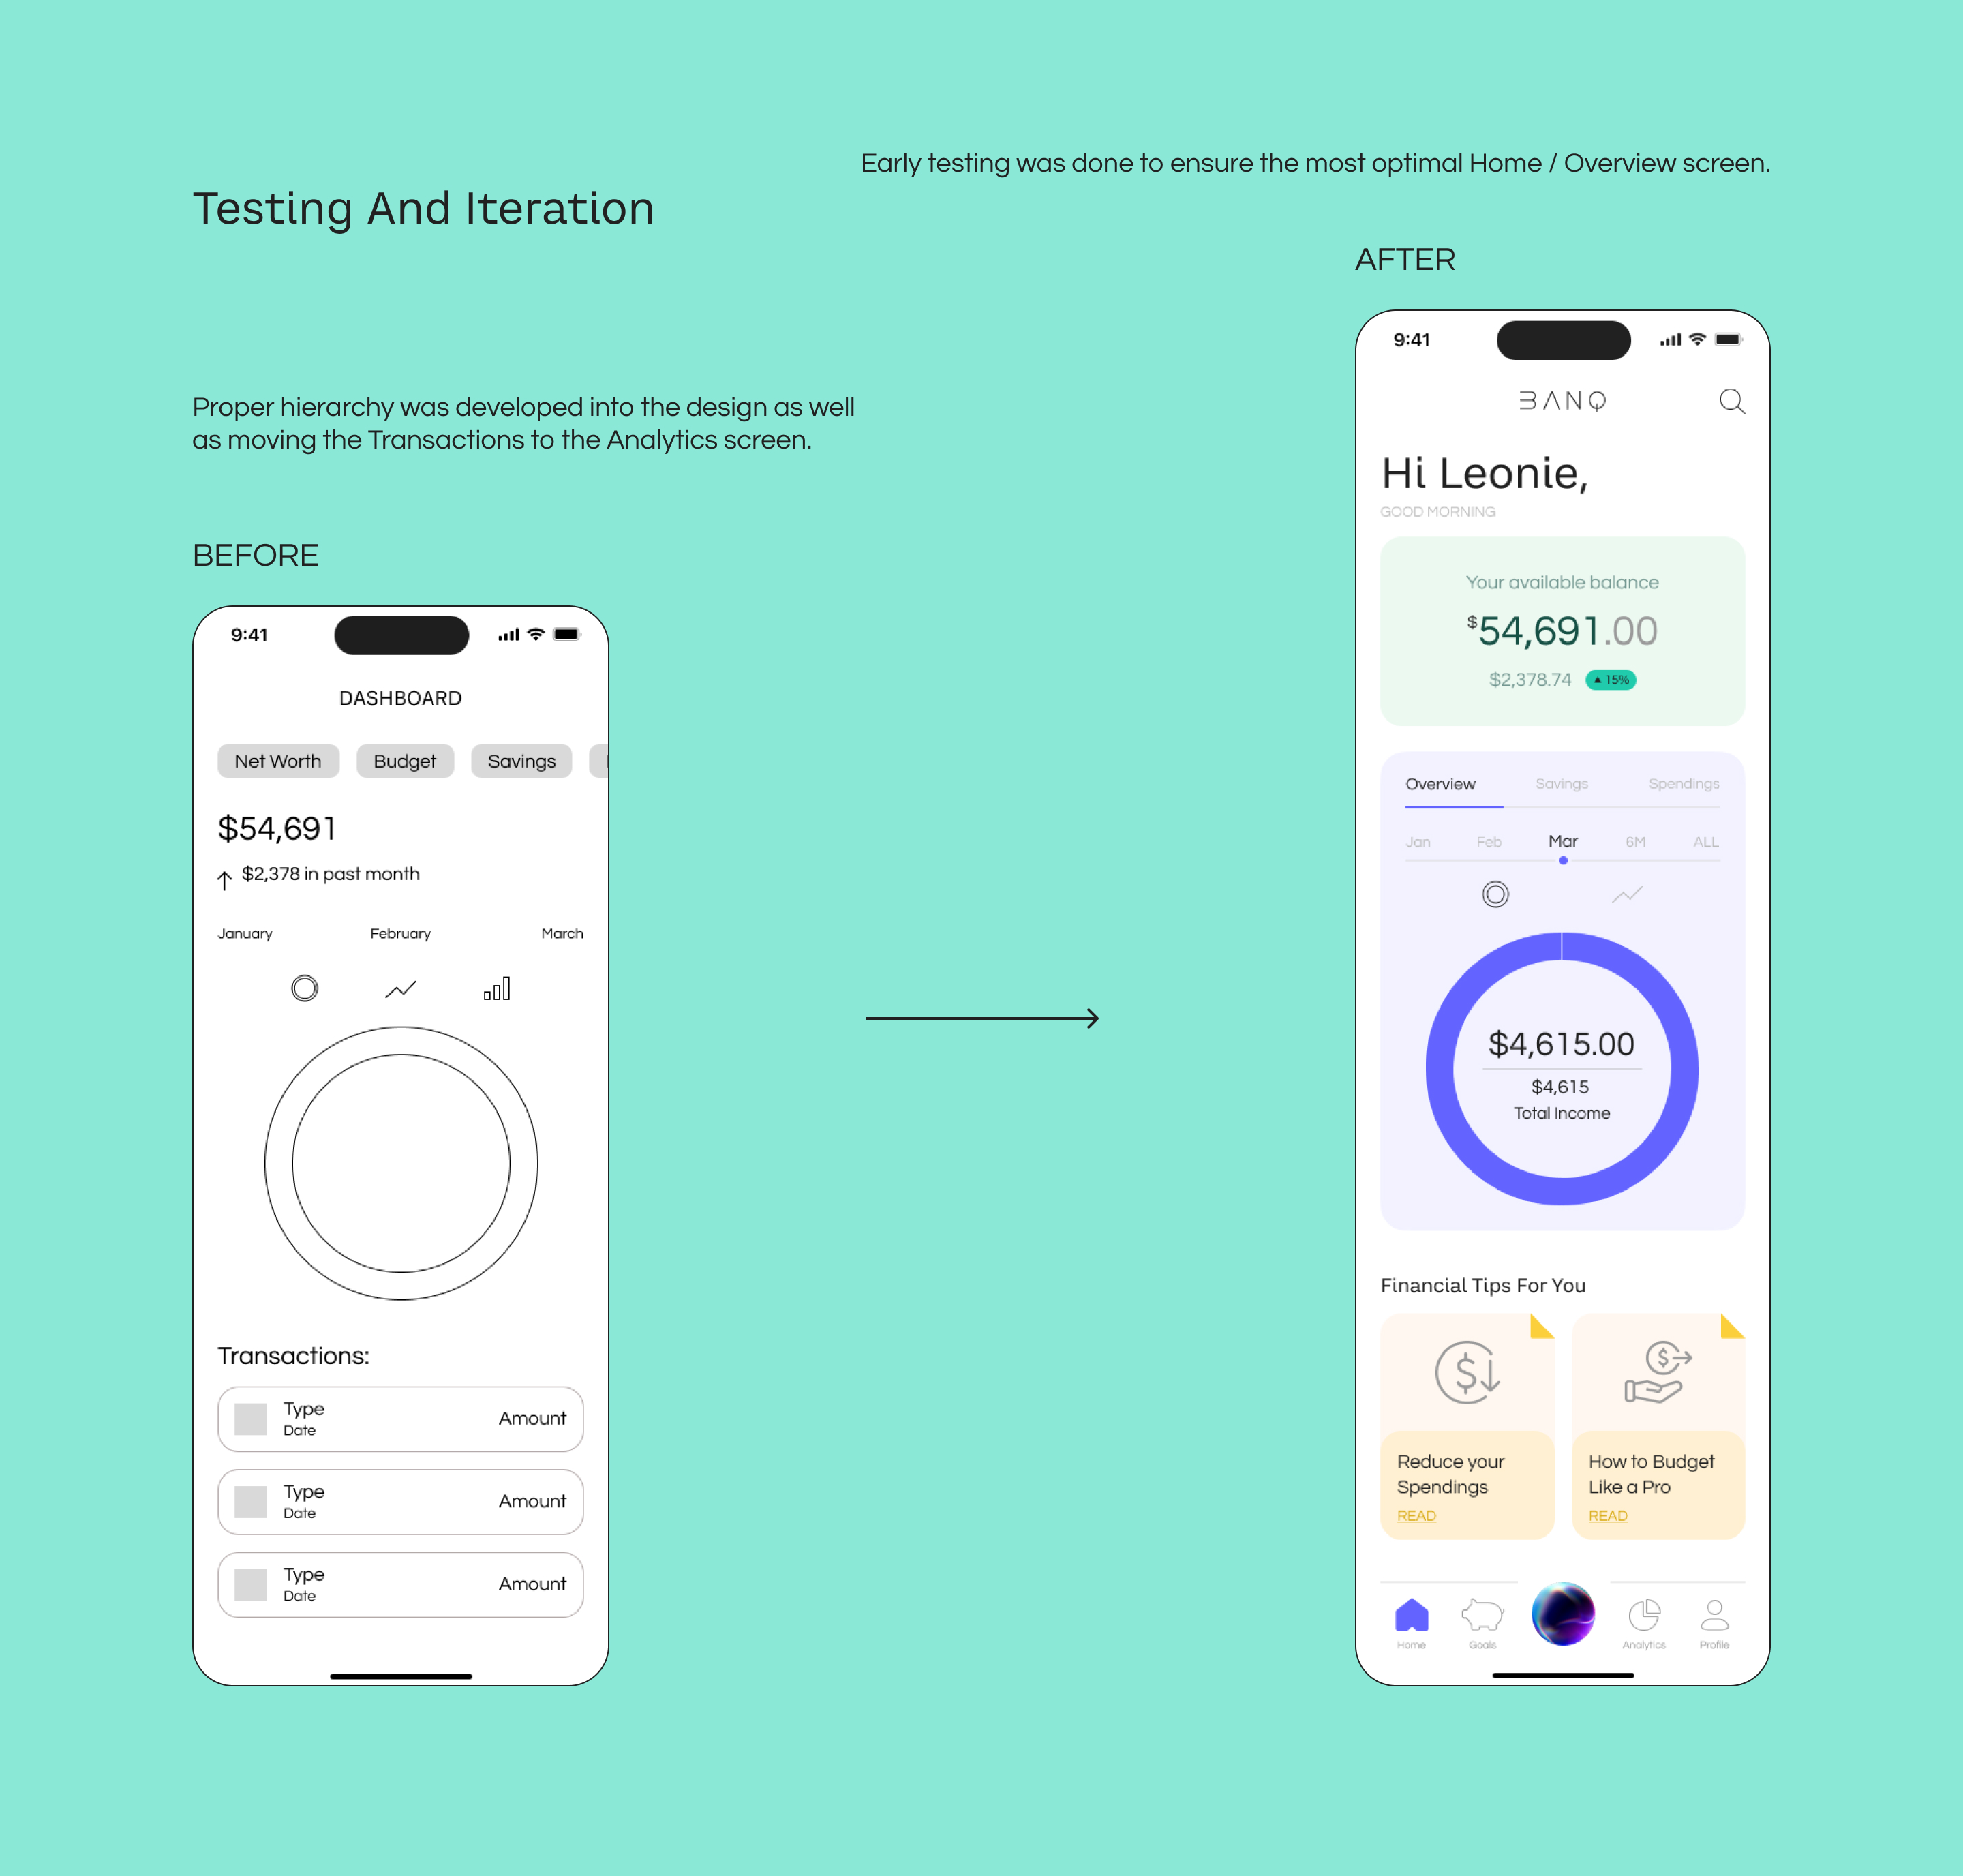 Testing And Iteration
Early testing was done to ensure the most optimal Home / Overview screen.
Proper hierarchy was developed into the design as well
as moving the Transactions to the Analytics screen.
BEFORE
9:41
DASHBOARD
Net Worth Budget Savings
$54,691
$2,378 in past month
January February March
Transactions:
Type
Date
Amount
Type
Date
Amount
Type
Date
Amount
AFTER
9:41
BANQ
Hi Leonie,
GOOD MORNING
Your available balance
$54,691.00
$2,378.74 ▲ 15%
Overview Savings Spendings
Jan Feb Mar 6M ALL
$4,615.00
$4,615
Total Income
Financial Tips For You
$
Reduce your
Spendings
READ
$
How to Budget
Like a Pro
READ
Home Goals Analytics Profile